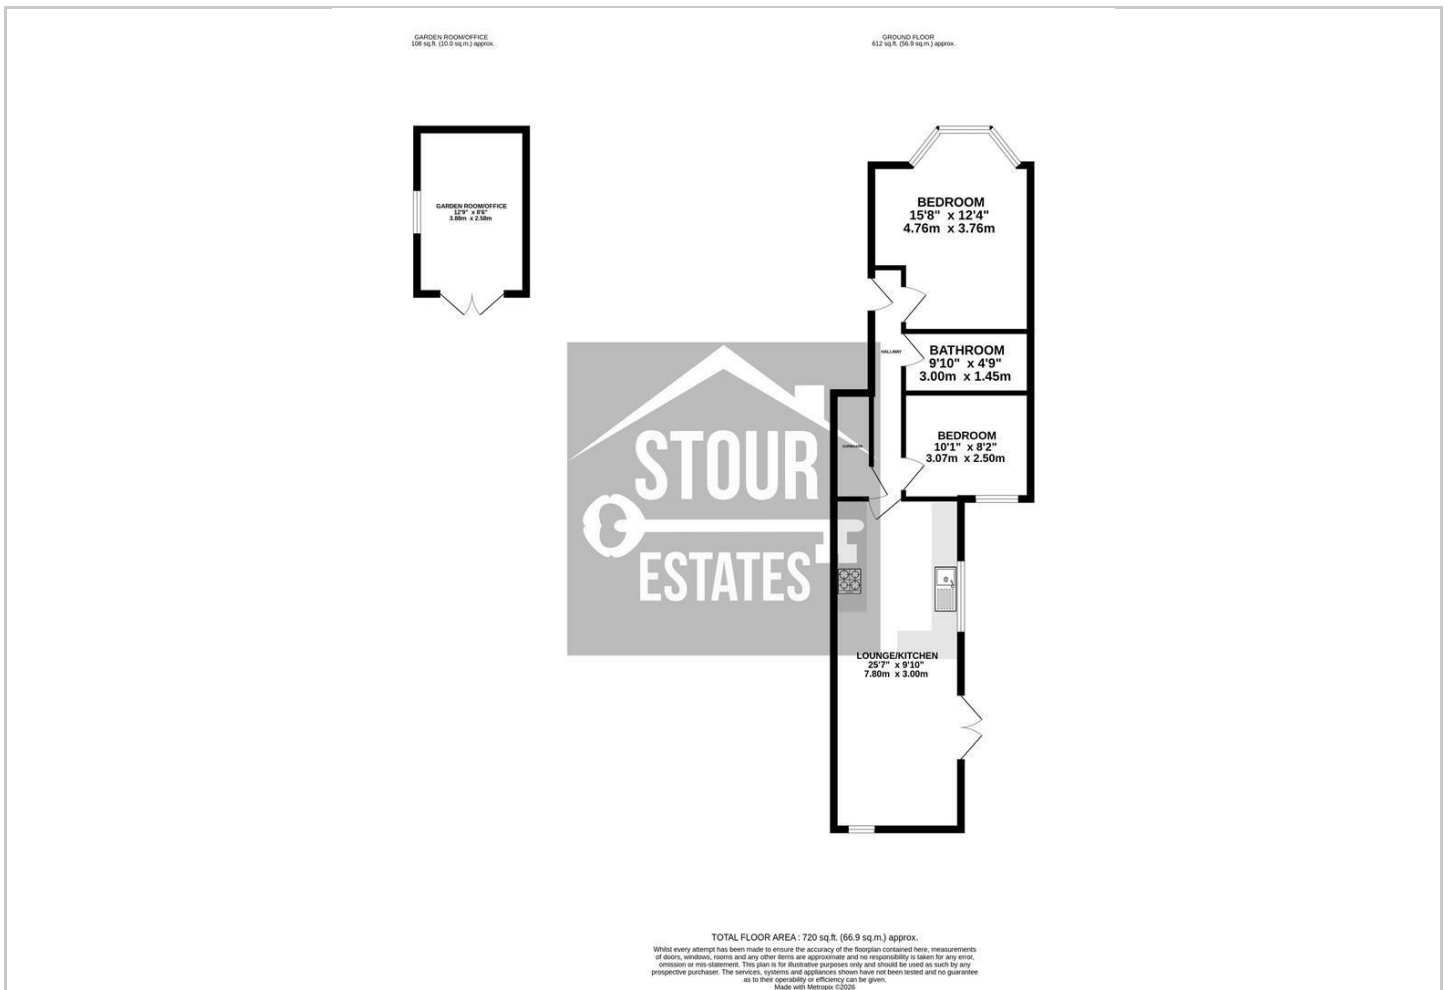 GARDEN ROOM/OFFICE
108 sq.ft. (10.0 sq.m.) approx.
GROUND FLOOR
612 sq.ft. (56.9 sq.m.) approx.
GARDEN ROOM/OFFICE
12'9" x 8'6"
3.88m x 2.58m
BEDROOM
15'8" x 12'4"
4.76m x 3.76m
HALLWAY
BATHROOM
9'10" x 4'9"
3.00m x 1.45m
CUPBOARD
BEDROOM
10'1" x 8'2"
3.07m x 2.50m
STOUR
ESTATES
LOUNGE/KITCHEN
25'7" x 9'10"
7.80m x 3.00m
TOTAL FLOOR AREA : 720 sq.ft. (66.9 sq.m.) approx.
Whilst every attempt has been made to ensure the accuracy of the floorplan contained here, measurements
of doors, windows, rooms and any other items are approximate and no responsibility is taken for any error,
omission or mis-statement. This plan is for illustrative purposes only and should be used as such by any
prospective purchaser. The services, systems and appliances shown have not been tested and no guarantee
as to their operability or efficiency can be given.
Made with Metropix ©2026